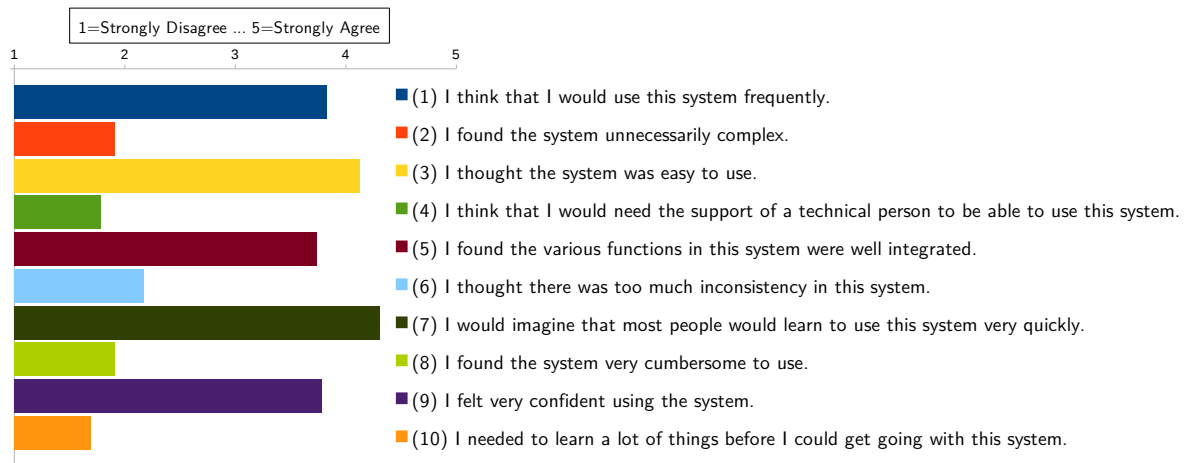 1=Strongly Disagree ... 5=Strongly Agree
1 2 3 4 5
(1) I think that I would use this system frequently.
(2) I found the system unnecessarily complex.
(3) I thought the system was easy to use.
(4) I think that I would need the support of a technical person to be able to use this system.
(5) I found the various functions in this system were well integrated.
(6) I thought there was too much inconsistency in this system.
(7) I would imagine that most people would learn to use this system very quickly.
(8) I found the system very cumbersome to use.
(9) I felt very confident using the system.
(10) I needed to learn a lot of things before I could get going with this system.